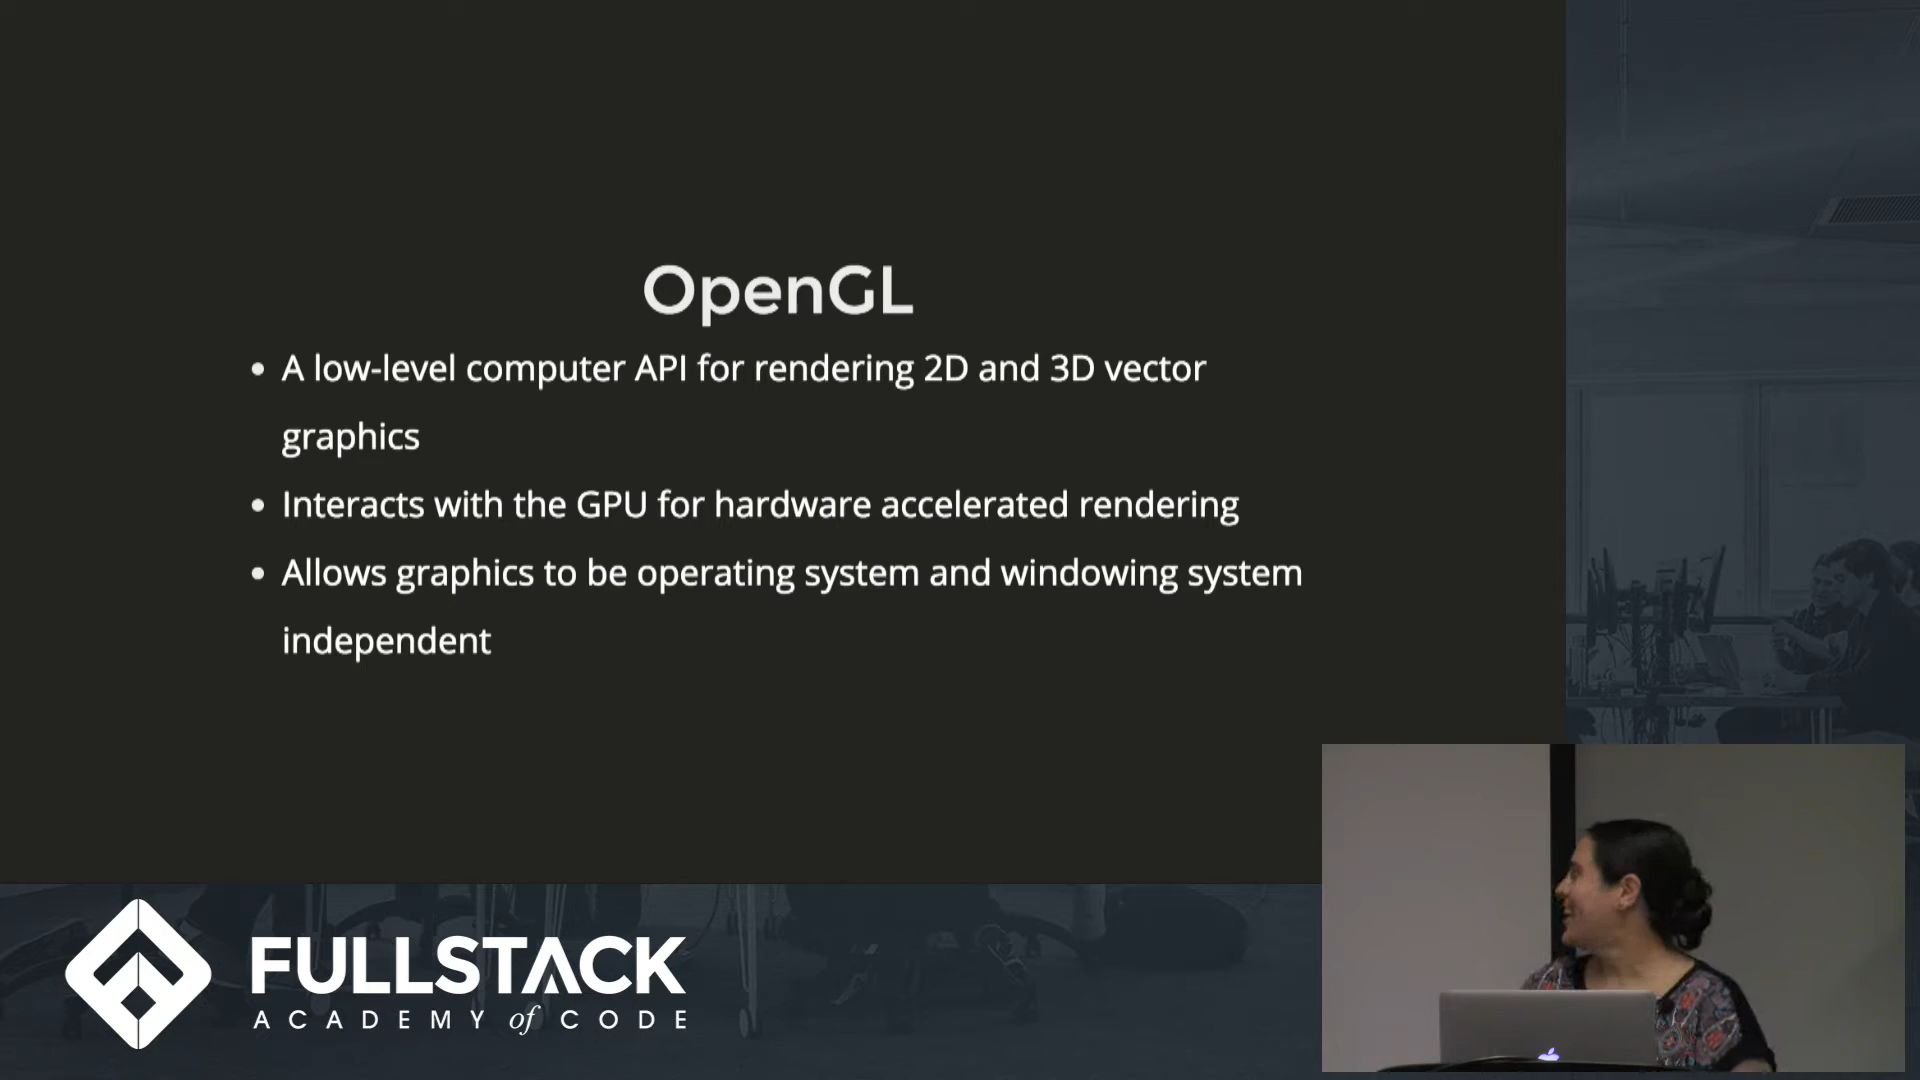 OpenGL
• A low-level computer API for rendering 2D and 3D vector
graphics
• Interacts with the GPU for hardware accelerated rendering
• Allows graphics to be operating system and windowing system
independent
FULLSTACK
ACADEMY of CODE